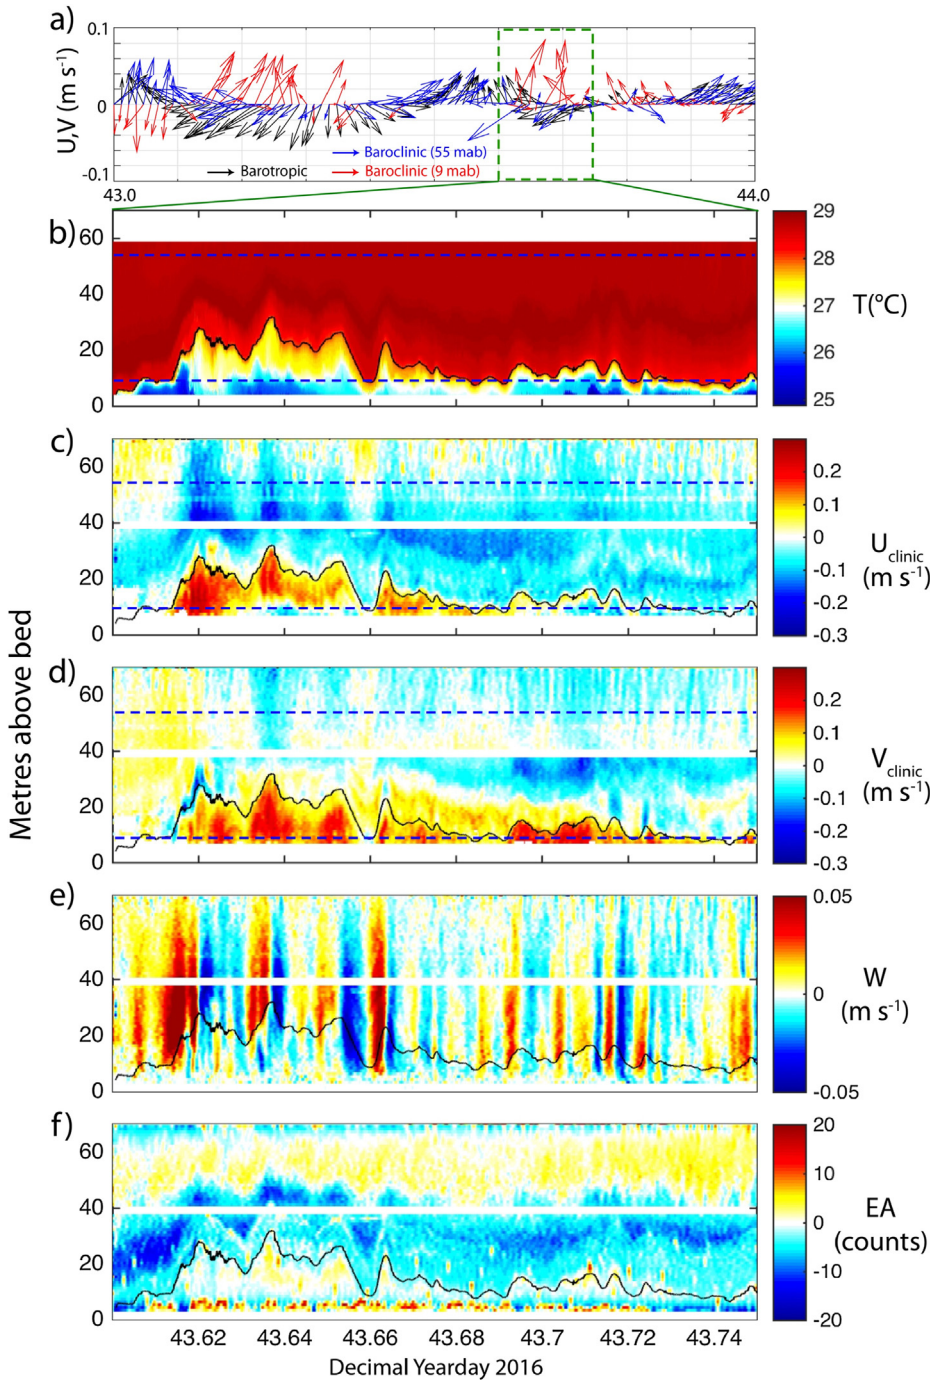 a)
0.1
0
-0.1
U,V (m s-1)
Baroclinic (55 mab)
Barotropic
Baroclinic (9 mab)
43.0
44.0
b)
60
40
20
0
29
28
27
26
25
T(°C)
c)
60
40
20
0
0.2
0.1
0
-0.1
-0.2
-0.3
Uclinic
(m s-1)
Metres above bed
d)
60
40
20
0
0.2
0.1
0
-0.1
-0.2
-0.3
Vclinic
(m s-1)
e)
60
40
20
0
0.05
0
-0.05
W
(m s-1)
f)
60
40
20
0
20
10
0
-10
-20
EA
(counts)
43.62 43.64 43.66 43.68 43.7 43.72 43.74
Decimal Yearday 2016